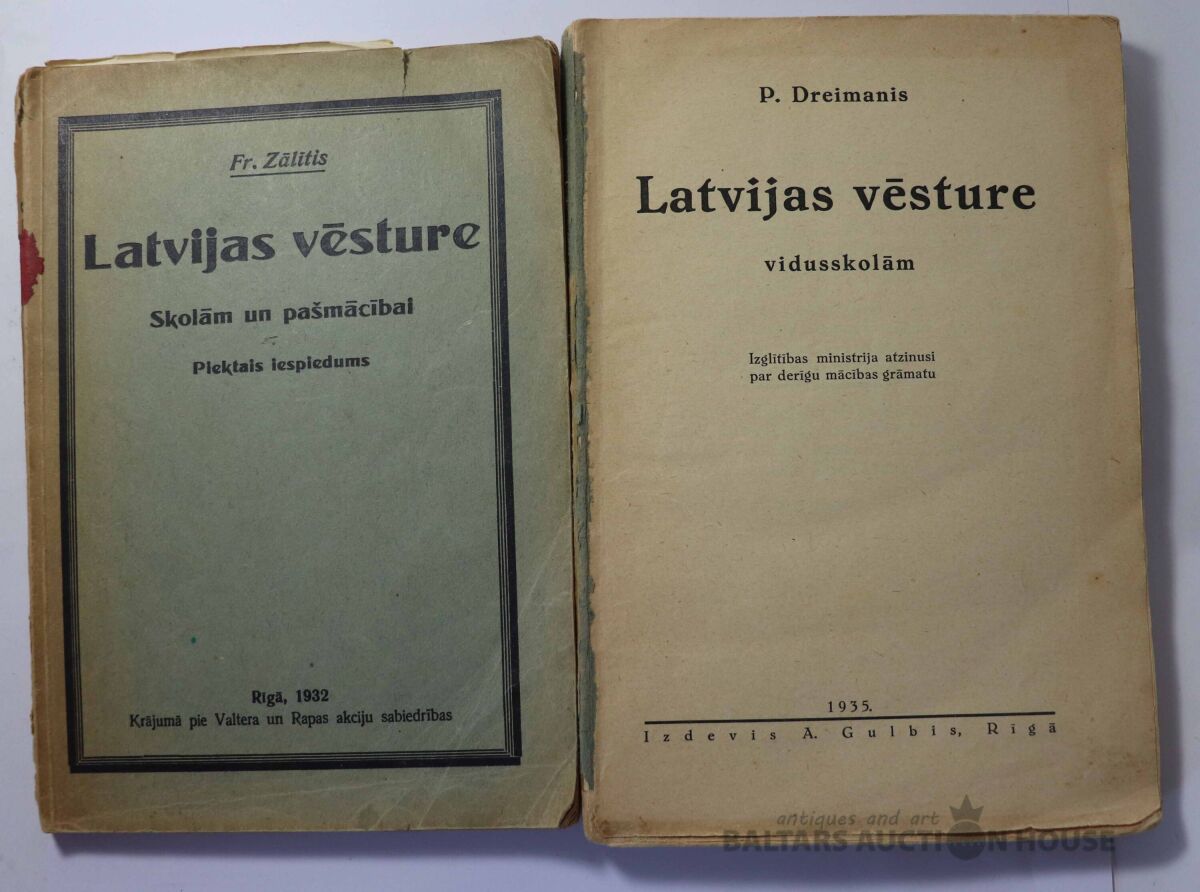 Fr. Zālītis
Latvijas vēsture
Skolām un pašmācībai
Piektais iespiedums
Rīgā, 1932
Krājumā pie Valtera un Rapas akciju sabiedrības
P. Dreimanis
Latvijas vēsture
vidusskolām
Izglītības ministrija atzinusi
par derīgu mācības grāmatu
1935.
Izdevis A. Gulbis, Rīgā
antiques and art
BALTARS AUCTION HOUSE